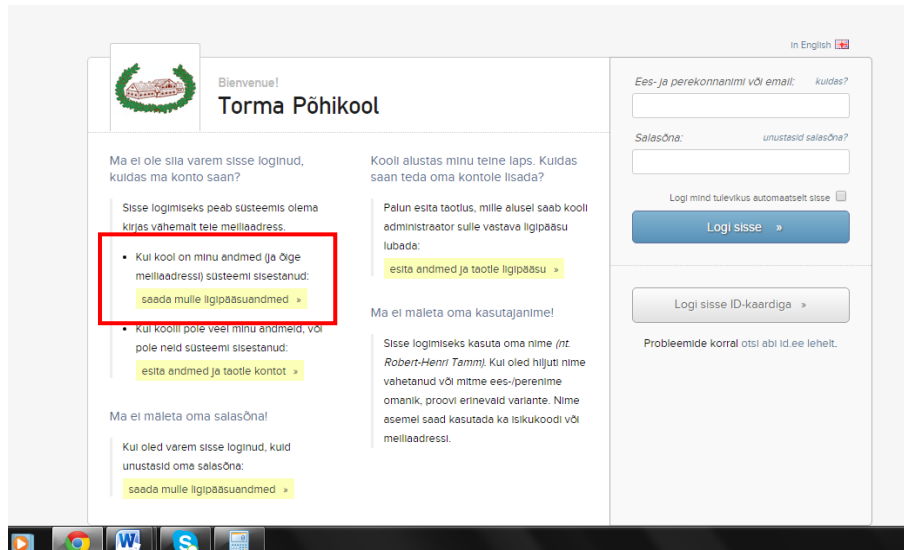 In English
Bienvenue!
Torma Põhikool
Ma ei ole siia varem sisse loginud,
kuidas ma konto saan?
Sisse logimiseks peab süsteemis olema
kirjas vähemalt teie meiliaadress.
• Kui kool on minu andmed (ja õige
meiliaadressi) süsteemi sisestanud:
saada mulle ligipääsuandmed »
• Kui koolil pole veel minu andmeid, või
pole neid süsteemi sisestanud:
esita andmed ja taotle kontot »
Ma ei mäleta oma salasõna!
Kui oled varem sisse loginud, kuid
unustasid oma salasõna:
saada mulle ligipääsuandmed »
Kooli alustas minu teine laps. Kuidas
saan teda oma kontole lisada?
Palun esita taotlus, mille alusel saab kooli
administraator sulle vastava ligipääsu
lubada:
esita andmed ja taotle ligipääsu »
Ma ei mäleta oma kasutajanime!
Sisse logimiseks kasuta oma nime (nt.
Robert-Henri Tamm). Kui oled hiljuti nime
vahetanud või mitme ees-/perenime
omanik, proovi erinevaid variante. Nime
asemel saad kasutada ka isikukoodi või
meiliaadressi.
Ees- ja perekonnanimi või email: kuidas?
Salasõna: unustasid salasõna?
Logi mind tulevikus automaatselt sisse
Logi sisse »
Logi sisse ID-kaardiga »
Probleemide korral otsi abi id.ee lehelt.